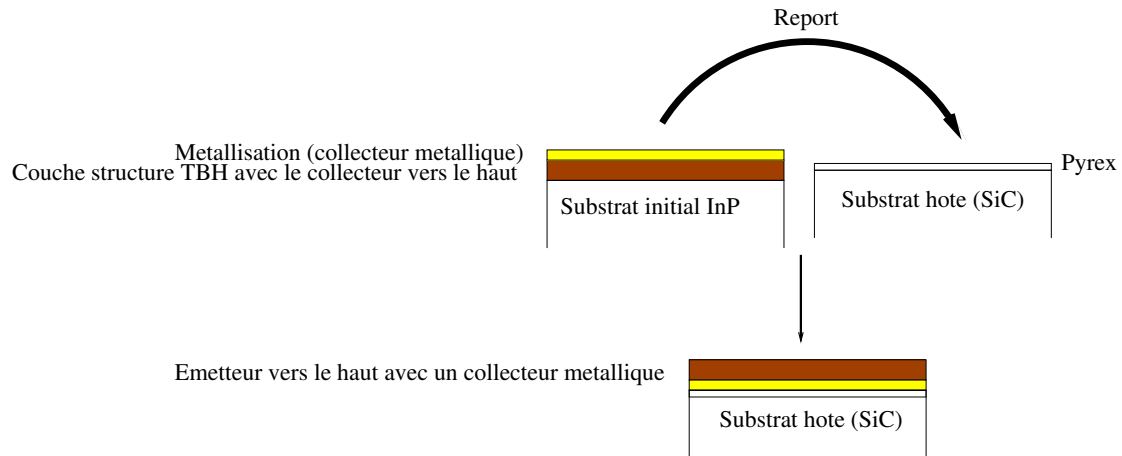 Report
Metallisation (collecteur metallique)
Couche structure TBH avec le collecteur vers le haut
Pyrex
Substrat initial InP
Substrat hote (SiC)
Emetteur vers le haut avec un collecteur metallique
Substrat hote (SiC)